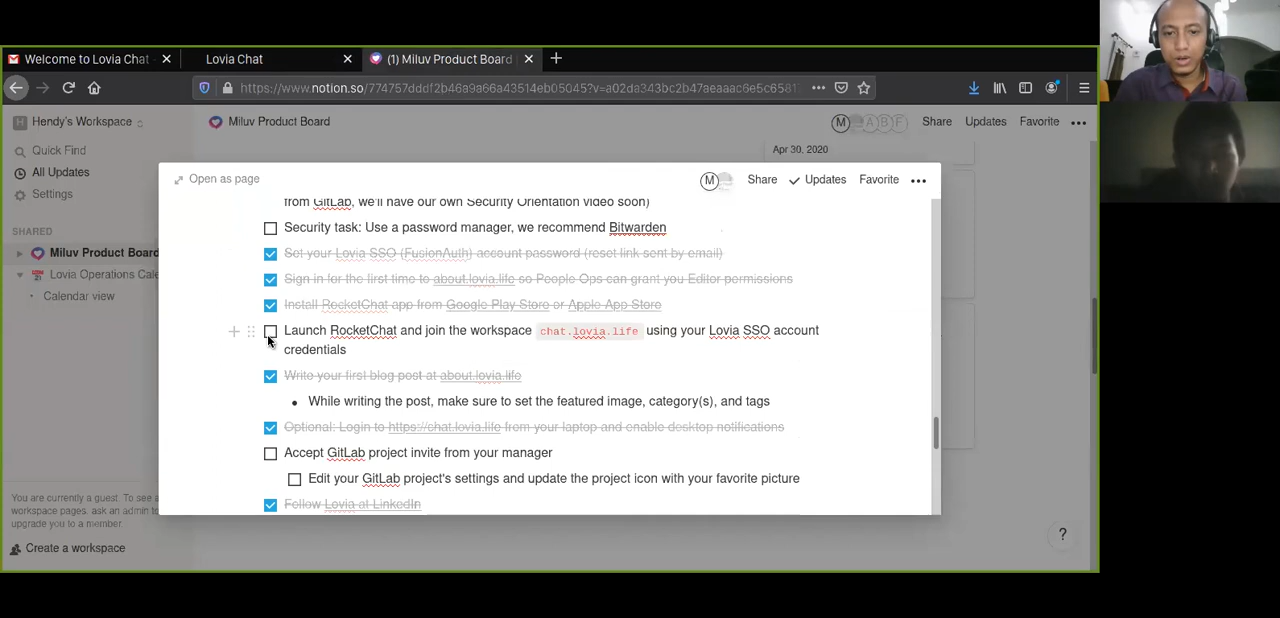 Welcome to Lovia Chat
Lovia Chat
(1) Miluv Product Board
https://www.notion.so/774757dddf2b46a9a66a43514eb05045?v=a02da343bc2b47aeaaac6e5c6581
H Hendy's Workspace
Quick Find
All Updates
Settings
SHARED
Miluv Product Board
Lovia Operations Cale
Calendar view
You are currently a guest. To see a
workspace pages, ask an admin to
upgrade you to a member.
Create a workspace
Miluv Product Board
M A B F
Share
Updates
Favorite
Apr 30, 2020
Open as page
M
Share
Updates
Favorite
from GitLab, we'll have our own Security Orientation video soon)
Security task: Use a password manager, we recommend Bitwarden
Set your Lovia SSO (FusionAuth) account password (reset link sent by email)
Sign in for the first time to about.lovia.life so People Ops can grant you Editor permissions
Install RocketChat app from Google Play Store or Apple App Store
Launch RocketChat and join the workspace chat.lovia.life using your Lovia SSO account
credentials
Write your first blog post at about.lovia.life
While writing the post, make sure to set the featured image, category(s), and tags
Optional: Login to https://chat.lovia.life from your laptop and enable desktop notifications
Accept GitLab project invite from your manager
Edit your GitLab project's settings and update the project icon with your favorite picture
Follow Lovia at LinkedIn
?